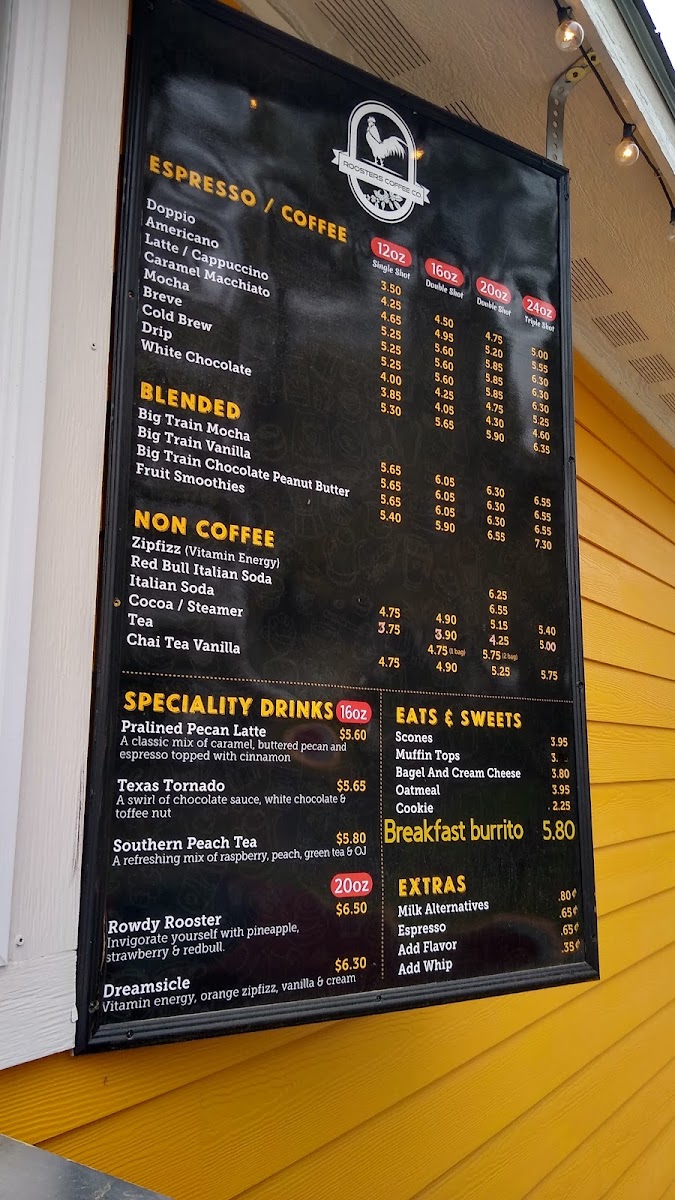 ROOSTERS COFFEE CO
ESPRESSO / COFFEE
12oz 16oz 20oz 24oz
Single Shot Double Shot Double Shot Triple Shot
Doppio 3.50
Americano 4.25 4.50 4.75 5.00
Latte / Cappuccino 4.65 4.95 5.20 5.55
Caramel Macchiato 5.25 5.60 5.85 6.30
Mocha 5.25 5.60 5.85 6.30
Breve 5.25 5.60 5.85 6.30
Cold Brew 4.00 4.25 4.75 5.25
Drip 3.85 4.05 4.30 4.60
White Chocolate 5.30 5.65 5.90 6.35
BLENDED
Big Train Mocha 5.65 6.05 6.30 6.55
Big Train Vanilla 5.65 6.05 6.30 6.55
Big Train Chocolate Peanut Butter 5.65 6.05 6.30 6.55
Fruit Smoothies 5.40 5.90 6.55 7.30
NON COFFEE
Zipfizz (Vitamin Energy) 6.25
Red Bull Italian Soda 6.55
Italian Soda 4.75 4.90 5.15 5.40
Cocoa / Steamer 3.75 3.90 4.25 5.00
Tea 4.75 (1 bag) 5.75 (2 bag)
Chai Tea Vanilla 4.75 4.90 5.25 5.75
SPECIALITY DRINKS 16oz
Pralined Pecan Latte $5.60
A classic mix of caramel, buttered pecan and
espresso topped with cinnamon
Texas Tornado $5.65
A swirl of chocolate sauce, white chocolate &
toffee nut
Southern Peach Tea $5.80
A refreshing mix of raspberry, peach, green tea & OJ
20oz
Rowdy Rooster $6.50
Invigorate yourself with pineapple,
strawberry & redbull.
Dreamsicle $6.30
Vitamin energy, orange zipfizz, vanilla & cream
EATS & SWEETS
Scones 3.95
Muffin Tops 3.
Bagel And Cream Cheese 3.80
Oatmeal 3.95
Cookie . 2.25
Breakfast burrito 5.80
EXTRAS
Milk Alternatives .80¢
Espresso .65¢
Add Flavor .65¢
Add Whip .35¢